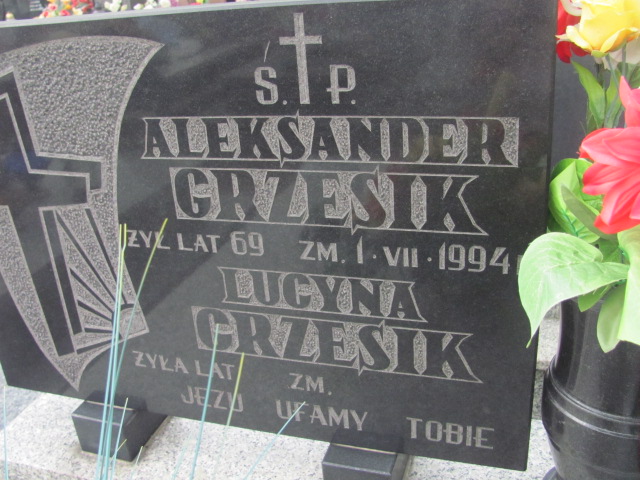 Ś. P.
ALEKSANDER
GRZESIK
ŻYŁ LAT 69 ZM. 1·VII·1994
LUCYNA
GRZESIK
ŻYŁA LAT ZM.
JEZU UFAMY TOBIE